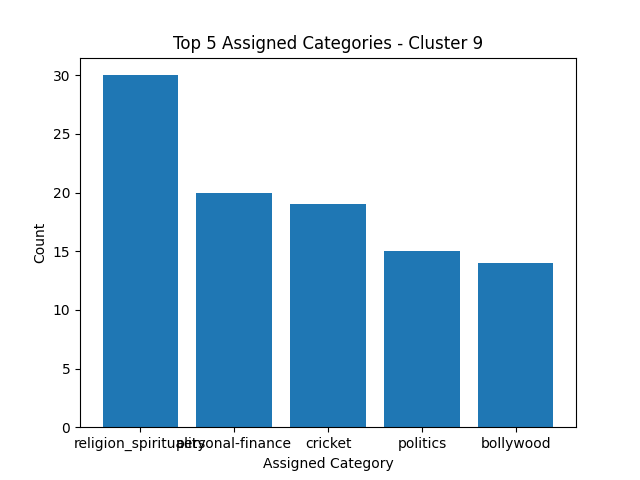 Top 5 Assigned Categories - Cluster 9
30
25
20
15
10
5
0
Count
religion_spirituality personal-finance cricket politics bollywood
Assigned Category